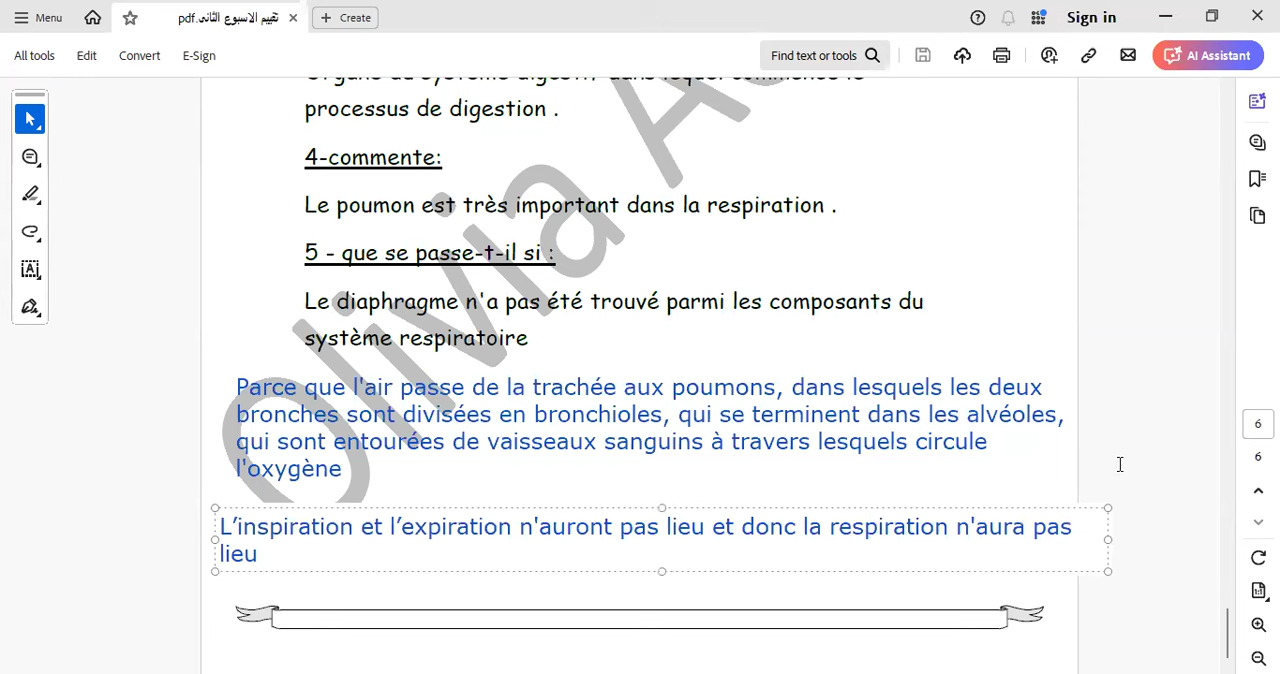 Menu
تقييم الاسبوع الثانى.pdf
Create
Sign in
All tools
Edit
Convert
E-Sign
Find text or tools
AI Assistant
processus de digestion .
4-commente:
Le poumon est très important dans la respiration .
5 - que se passe-t-il si :
Le diaphragme n'a pas été trouvé parmi les composants du
système respiratoire
Parce que l'air passe de la trachée aux poumons, dans lesquels les deux
bronches sont divisées en bronchioles, qui se terminent dans les alvéoles,
qui sont entourées de vaisseaux sanguins à travers lesquels circule
l'oxygène
L’inspiration et l’expiration n'auront pas lieu et donc la respiration n'aura pas
lieu
Olivia
6
6